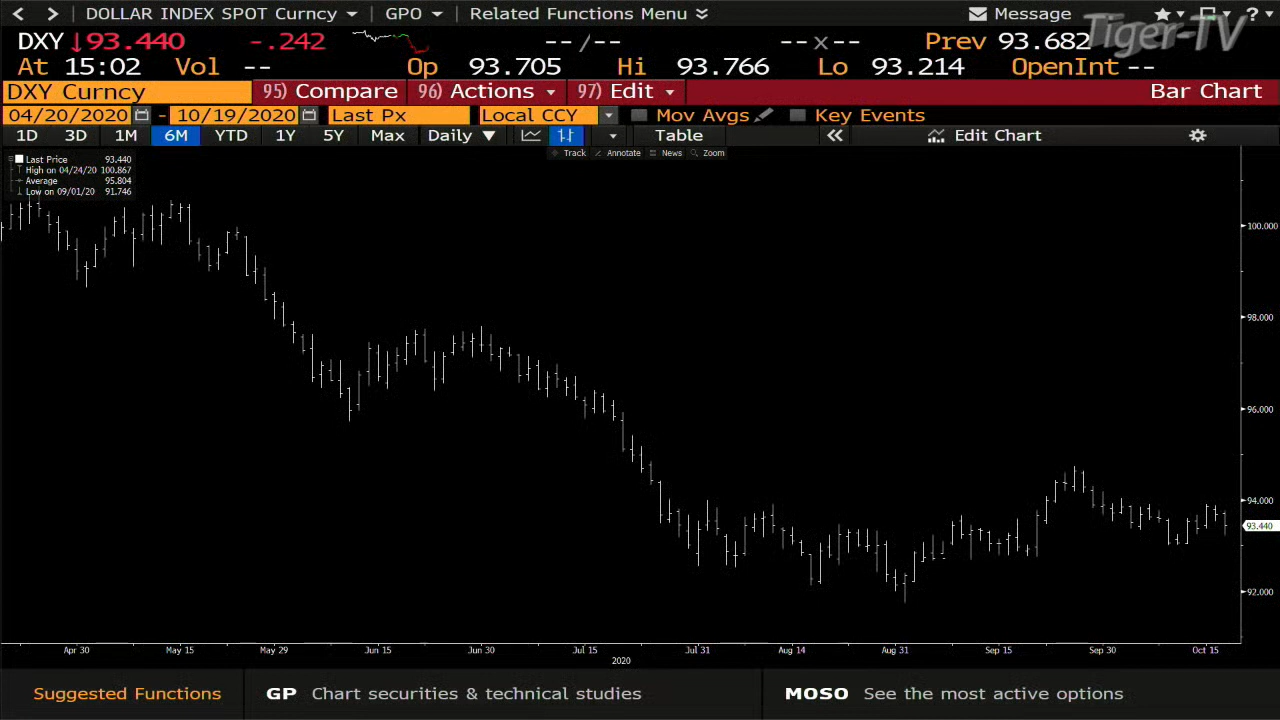 DOLLAR INDEX SPOT Curncy GPO Related Functions Menu Message ?
DXY ↓93.440 -.242 --/-- --x-- Prev 93.682 Tiger-TV
At 15:02 Vol -- Op 93.705 Hi 93.766 Lo 93.214 OpenInt --
DXY Curncy 95) Compare 96) Actions 97) Edit Bar Chart
04/20/2020 - 10/19/2020 Last Px Local CCY Mov Avgs Key Events
1D 3D 1M 6M YTD 1Y 5Y Max Daily ▼ Table « Edit Chart
Track Annotate News Zoom
Last Price 93.440
High on 04/24/20 100.867
Average 95.804
Low on 09/01/20 91.746
100.000
98.000
96.000
94.000
93.440
92.000
Apr 30 May 15 May 29 Jun 15 Jun 30 Jul 15 Jul 31 Aug 14 Aug 31 Sep 15 Sep 30 Oct 15
2020
Suggested Functions GP Chart securities & technical studies MOSO See the most active options